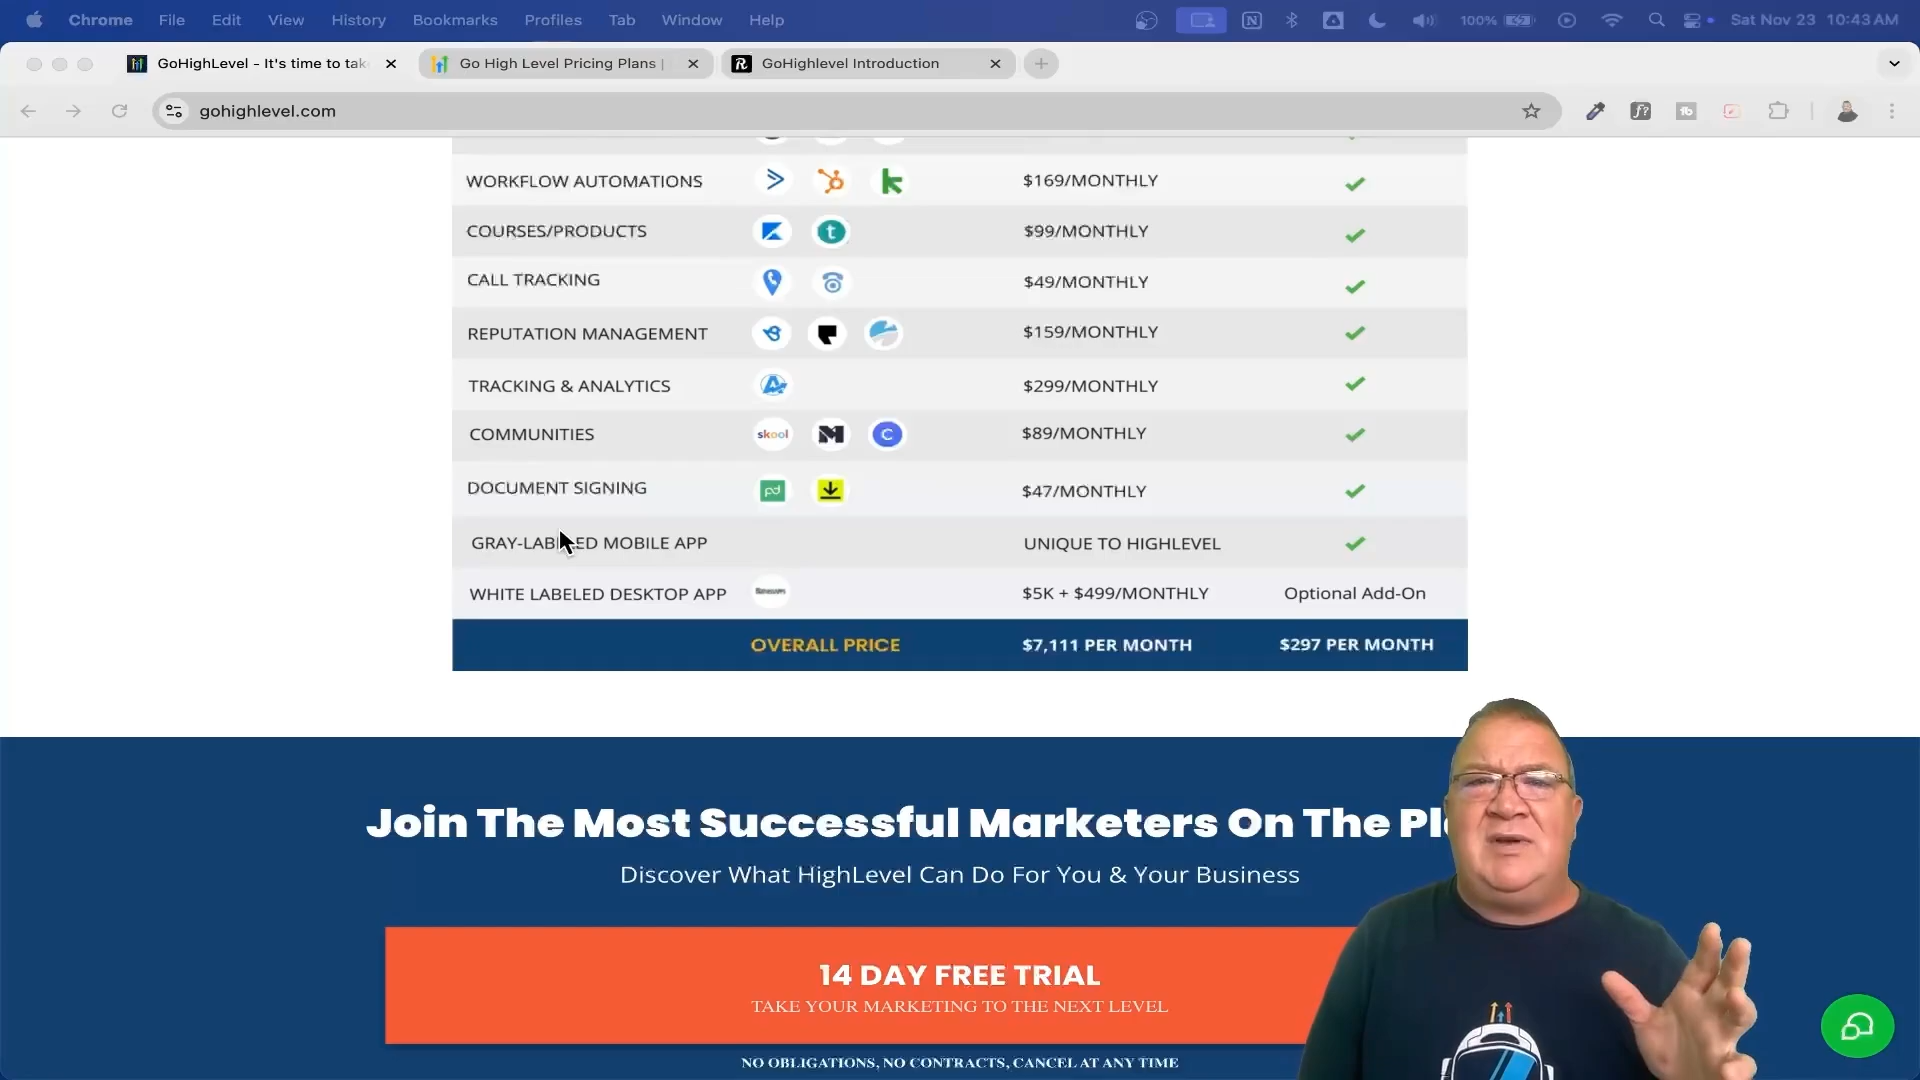 Chrome File Edit View History Bookmarks Profiles Tab Window Help 100% Sat Nov 23 10:43 AM
GoHighLevel - It's time to tak Go High Level Pricing Plans | GoHighlevel Introduction
gohighlevel.com
WORKFLOW AUTOMATIONS $169/MONTHLY
COURSES/PRODUCTS $99/MONTHLY
CALL TRACKING $49/MONTHLY
REPUTATION MANAGEMENT $159/MONTHLY
TRACKING & ANALYTICS $299/MONTHLY
COMMUNITIES skool $89/MONTHLY
DOCUMENT SIGNING pd $47/MONTHLY
GRAY-LABELED MOBILE APP UNIQUE TO HIGHLEVEL
WHITE LABELED DESKTOP APP $5K + $499/MONTHLY Optional Add-On
OVERALL PRICE $7,111 PER MONTH $297 PER MONTH
Join The Most Successful Marketers On The Pl
Discover What HighLevel Can Do For You & Your Business
14 DAY FREE TRIAL
TAKE YOUR MARKETING TO THE NEXT LEVEL
NO OBLIGATIONS, NO CONTRACTS, CANCEL AT ANY TIME